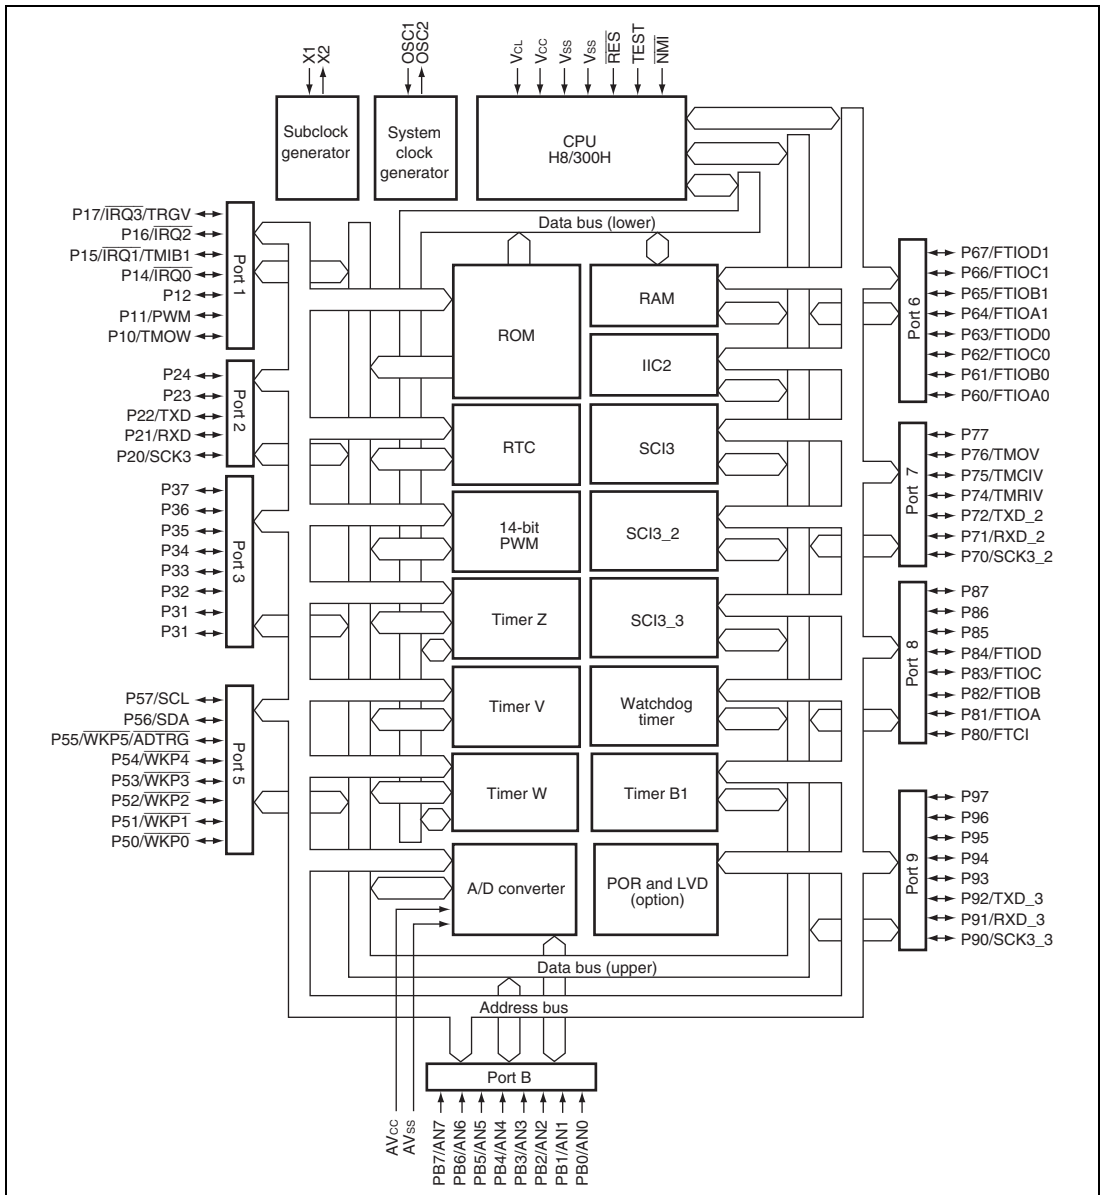 X1
X2
OSC1
OSC2
VCL
VCC
VSS
VSS
RES
TEST
NMI
Subclock
generator
System
clock
generator
CPU
H8/300H
Data bus (lower)
P17/IRQ3/TRGV
P16/IRQ2
P15/IRQ1/TMIB1
P14/IRQ0
P12
P11/PWM
P10/TMOW
Port 1
P24
P23
P22/TXD
P21/RXD
P20/SCK3
Port 2
P37
P36
P35
P34
P33
P32
P31
P31
Port 3
P57/SCL
P56/SDA
P55/WKP5/ADTRG
P54/WKP4
P53/WKP3
P52/WKP2
P51/WKP1
P50/WKP0
Port 5
ROM
RAM
IIC2
RTC
SCI3
14-bit
PWM
SCI3_2
Timer Z
SCI3_3
Timer V
Watchdog
timer
Timer W
Timer B1
A/D converter
POR and LVD
(option)
Port 6
P67/FTIOD1
P66/FTIOC1
P65/FTIOB1
P64/FTIOA1
P63/FTIOD0
P62/FTIOC0
P61/FTIOB0
P60/FTIOA0
Port 7
P77
P76/TMOV
P75/TMCIV
P74/TMRIV
P72/TXD_2
P71/RXD_2
P70/SCK3_2
Port 8
P87
P86
P85
P84/FTIOD
P83/FTIOC
P82/FTIOB
P81/FTIOA
P80/FTCI
Port 9
P97
P96
P95
P94
P93
P92/TXD_3
P91/RXD_3
P90/SCK3_3
Data bus (upper)
Address bus
Port B
AVCC
AVSS
PB7/AN7
PB6/AN6
PB5/AN5
PB4/AN4
PB3/AN3
PB2/AN2
PB1/AN1
PB0/AN0